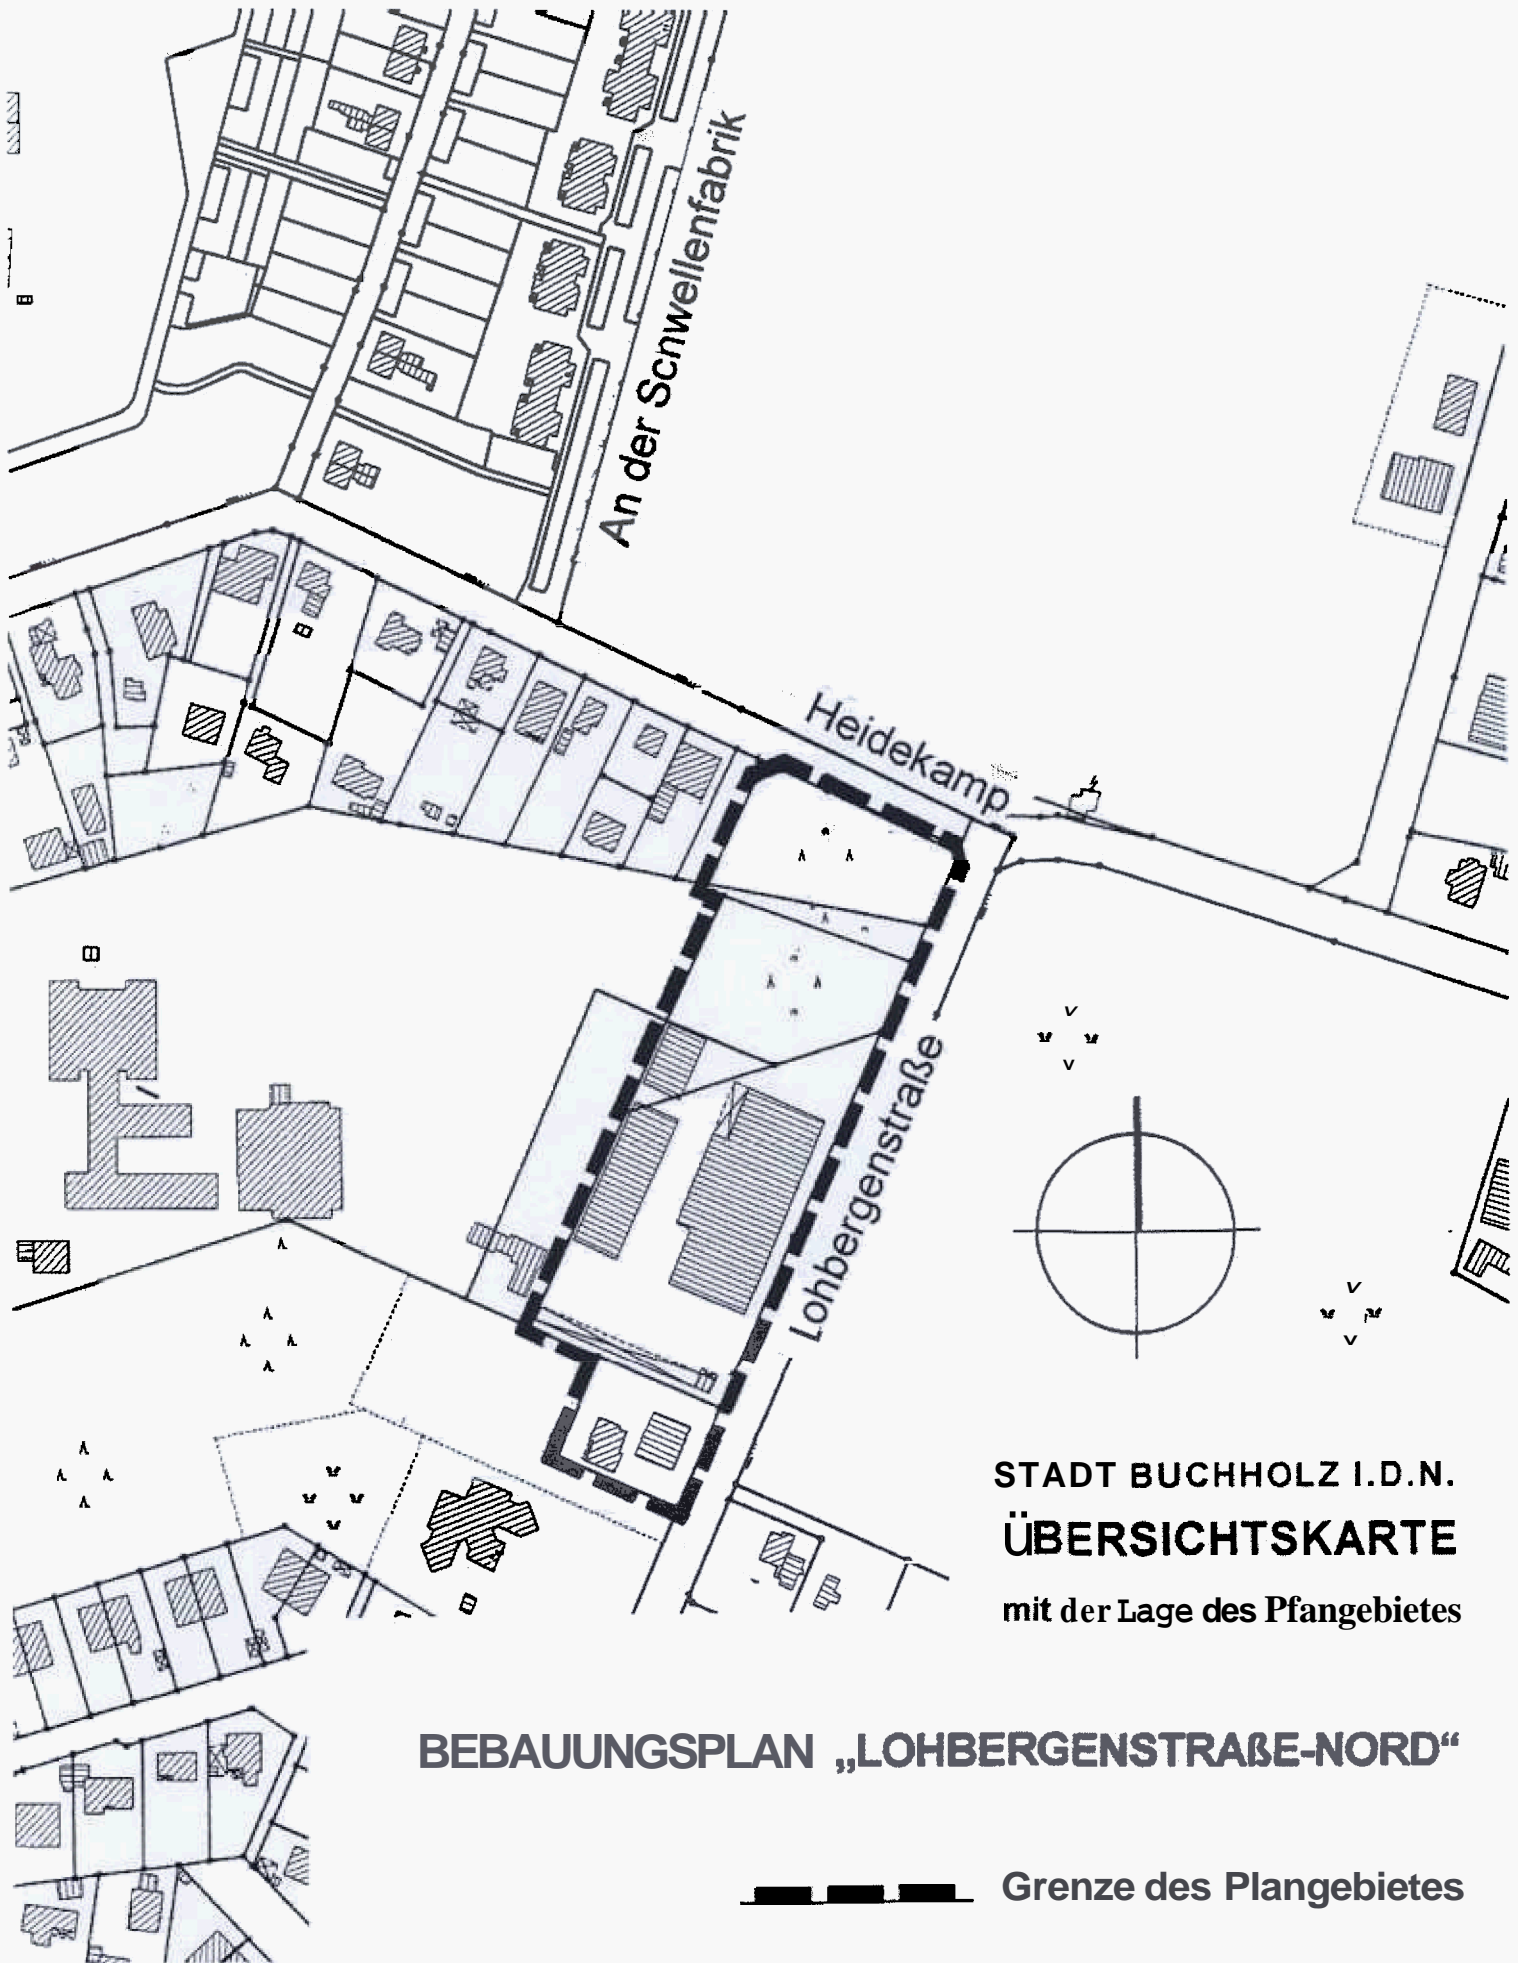 An der Scnwellenfabrik
Heidekamp
Lohbergenstraße
STADT BUCHHOLZ I.D.N.
ÜBERSICHTSKARTE
mit der Lage des Pfangebietes
BEBAUUNGSPLAN „LOHBERGENSTRAßE-NORD“
Grenze des Plangebietes